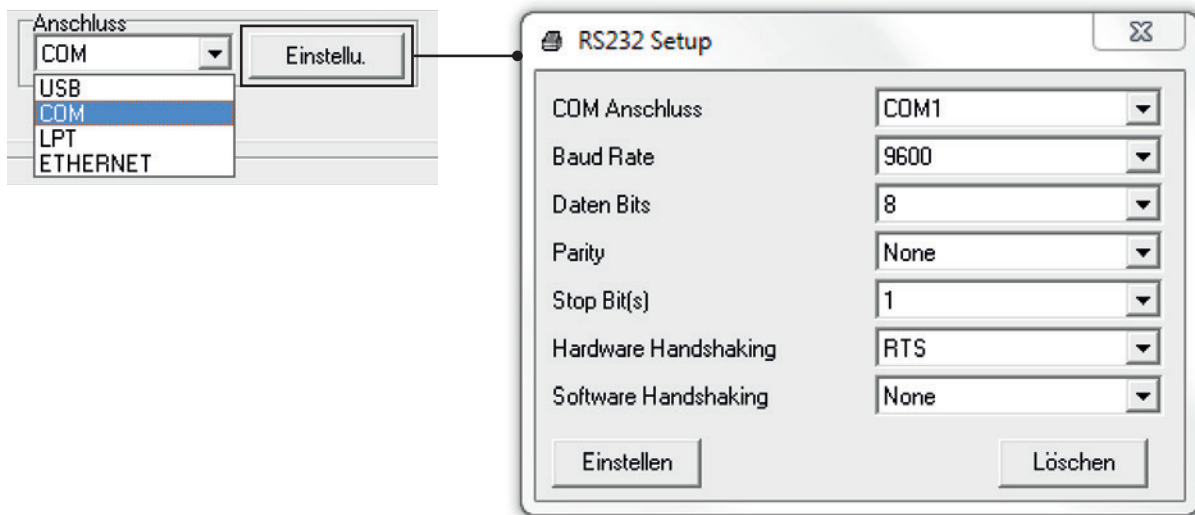 Anschluss
COM
Einstellu.
USB
COM
LPT
ETHERNET
RS232 Setup
COM Anschluss COM1
Baud Rate 9600
Daten Bits 8
Parity None
Stop Bit(s) 1
Hardware Handshaking RTS
Software Handshaking None
Einstellen Löschen